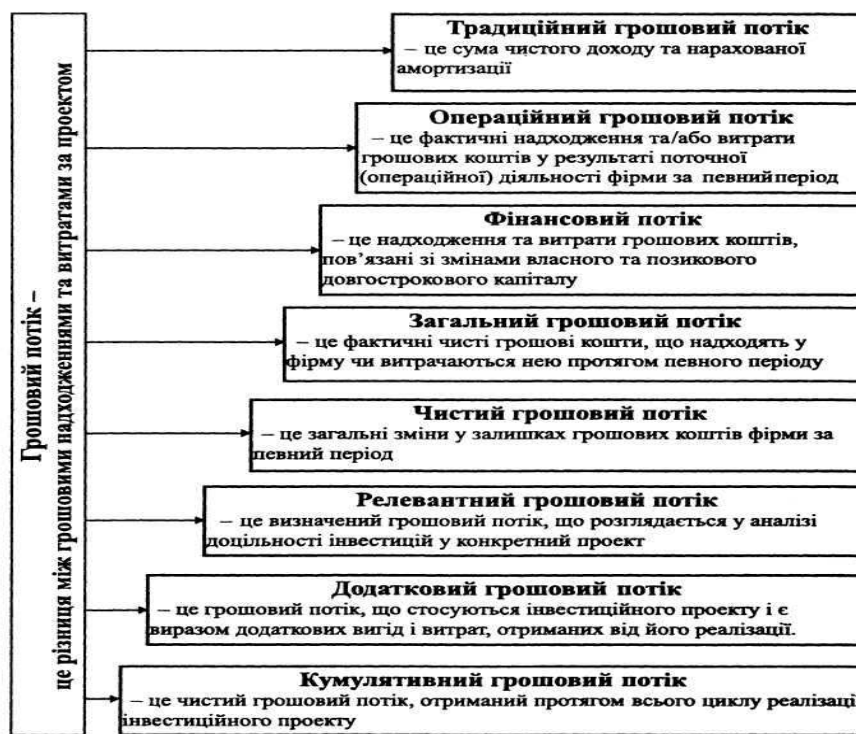 Грошовий потік –
це різниця між грошовими надходженнями та витратами за проектом
Традиційний грошовий потік
– це сума чистого доходу та нарахованої
амортизації
Операційний грошовий потік
– це фактичні надходження та/або витрати
грошових коштів у результаті поточної
(операційної) діяльності фірми за певний період
Фінансовий потік
– це надходження та витрати грошових коштів,
пов’язані зі змінами власного та позикового
довгострокового капіталу
Загальний грошовий потік
– це фактичні чисті грошові кошти, що надходять у
фірму чи витрачаються нею протягом певного періоду
Чистий грошовий потік
– це загальні зміни у залишках грошових коштів фірми за
певний період
Релевантний грошовий потік
– це визначений грошовий потік, що розглядається у аналізі
доцільності інвестицій у конкретний проект
Додатковий грошовий потік
– це грошовий потік, що стосуються інвестиційного проекту і є
виразом додаткових вигід і витрат, отриманих від його реалізації.
Кумулятивний грошовий потік
– це чистий грошовий потік, отриманий протягом всього циклу реалізаці
інвестиційного проекту